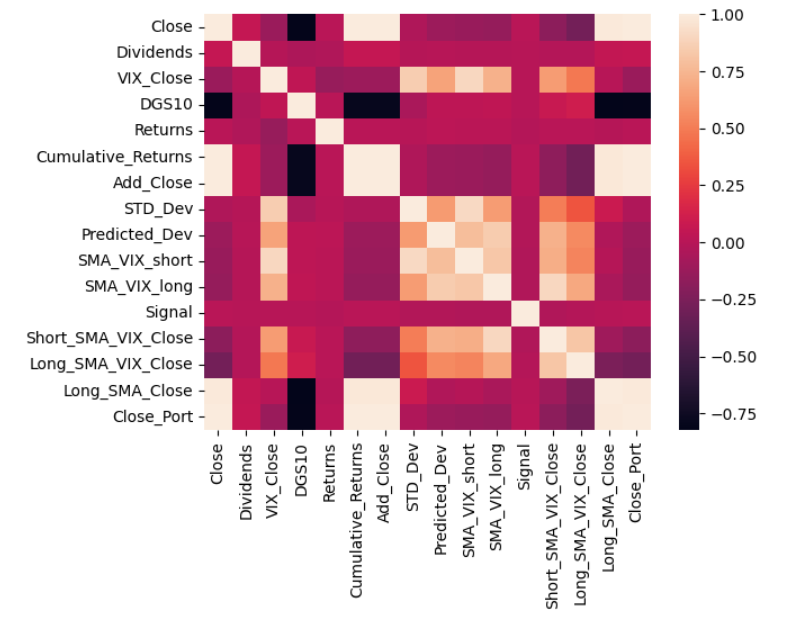 Close
Dividends
VIX_Close
DGS10
Returns
Cumulative_Returns
Add_Close
STD_Dev
Predicted_Dev
SMA_VIX_short
SMA_VIX_long
Signal
Short_SMA_VIX_Close
Long_SMA_VIX_Close
Long_SMA_Close
Close_Port
Close
Dividends
VIX_Close
DGS10
Returns
Cumulative_Returns
Add_Close
STD_Dev
Predicted_Dev
SMA_VIX_short
SMA_VIX_long
Signal
Short_SMA_VIX_Close
Long_SMA_VIX_Close
Long_SMA_Close
Close_Port
1.00
0.75
0.50
0.25
0.00
−0.25
−0.50
−0.75